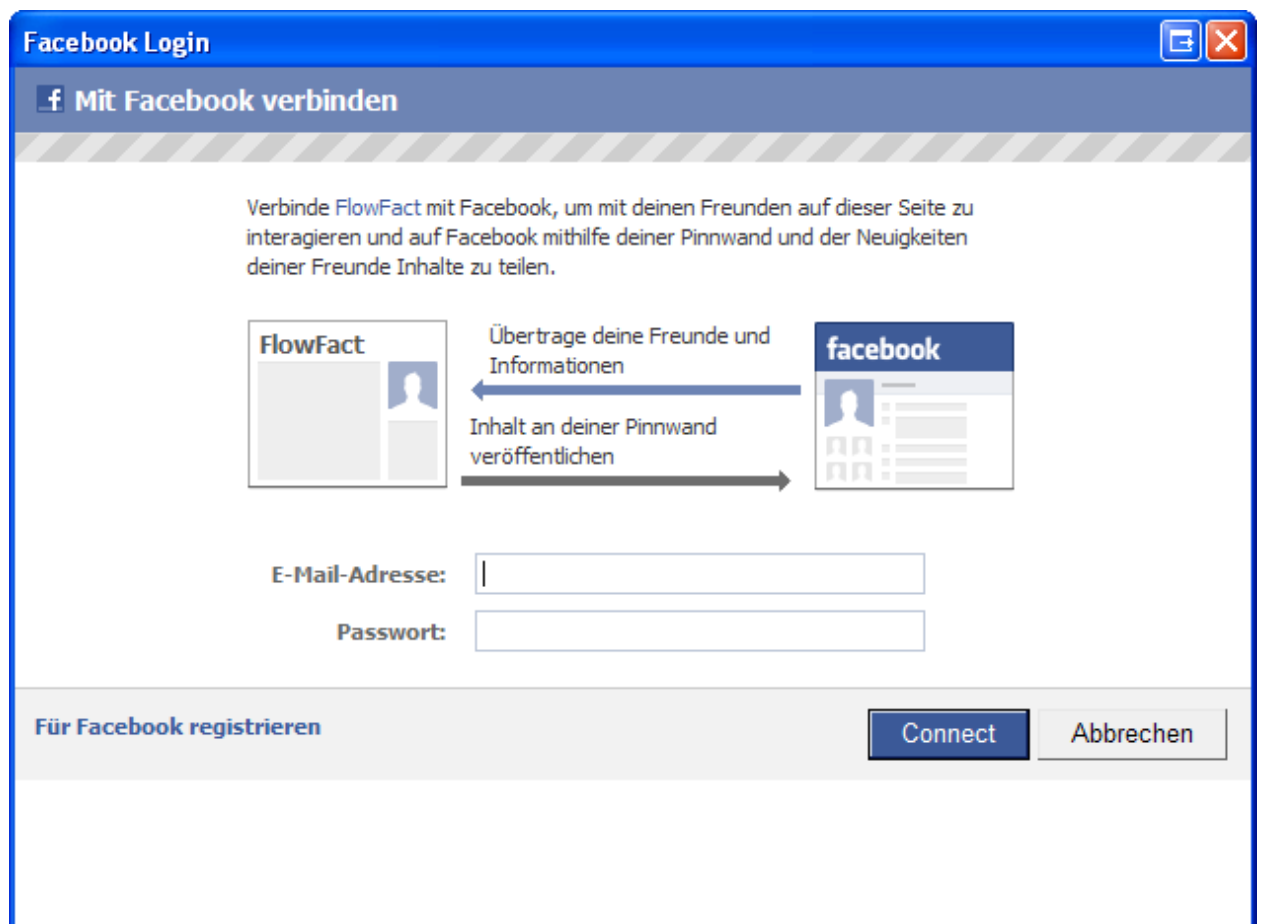 Facebook Login
f Mit Facebook verbinden
Verbinde FlowFact mit Facebook, um mit deinen Freunden auf dieser Seite zu
interagieren und auf Facebook mithilfe deiner Pinnwand und der Neuigkeiten
deiner Freunde Inhalte zu teilen.
FlowFact
Übertrage deine Freunde und
Informationen
Inhalt an deiner Pinnwand
veröffentlichen
facebook
E-Mail-Adresse:
Passwort:
Für Facebook registrieren
Connect
Abbrechen